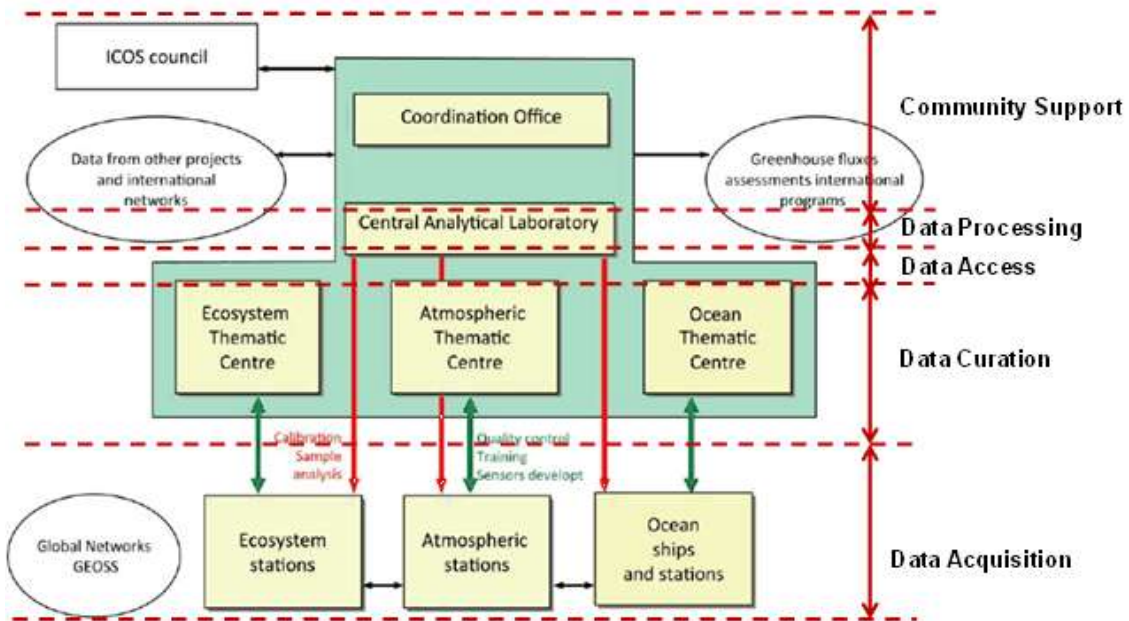 ICOS council
Coordination Office
Community Support
Data from other projects
and international
networks
Greenhouse fluxes
assessments international
programs
Central Analytical Laboratory
Data Processing
Data Access
Ecosystem
Thematic
Centre
Atmospheric
Thematic
Centre
Ocean
Thematic
Centre
Data Curation
Calibration
Sample
analysis
Quality control
Training
Sensors developt
Global Networks
GEOSS
Ecosystem
stations
Atmospheric
stations
Ocean
ships
and stations
Data Acquisition